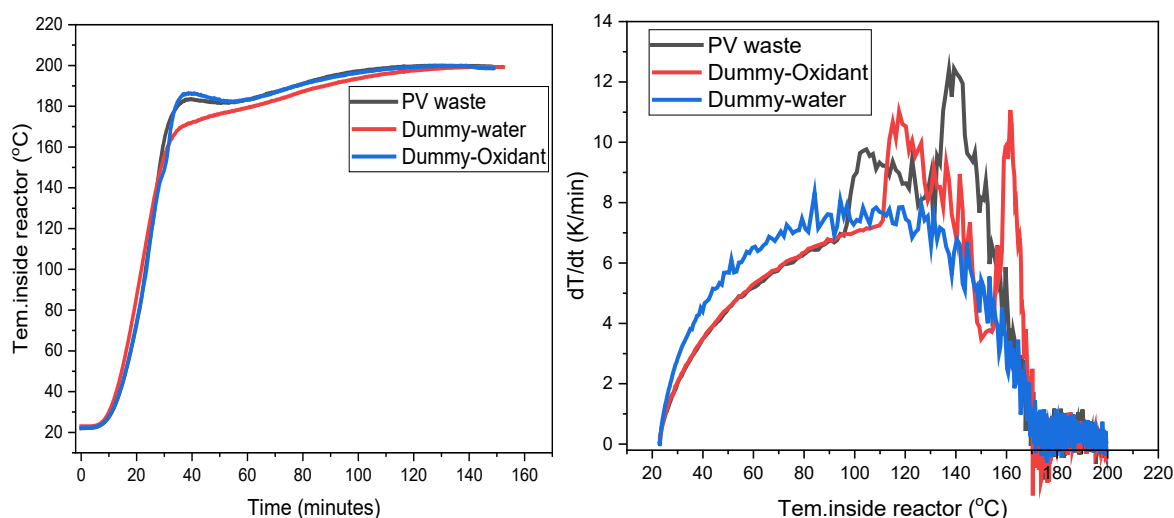 220
200
180
160
140
120
100
80
60
40
20
0 20 40 60 80 100 120 140 160
Tem.inside reactor (°C)
Time (minutes)
PV waste
Dummy-water
Dummy-Oxidant
14
12
10
8
6
4
2
0
20 40 60 80 100 120 140 160 180 200 220
dT/dt (K/min)
Tem.inside reactor (°C)
PV waste
Dummy-Oxidant
Dummy-water